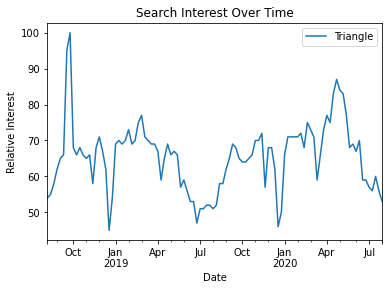 Search Interest Over Time
Triangle
Relative Interest
100
90
80
70
60
50
Oct
Jan
2019
Apr
Jul
Oct
Jan
2020
Apr
Jul
Date